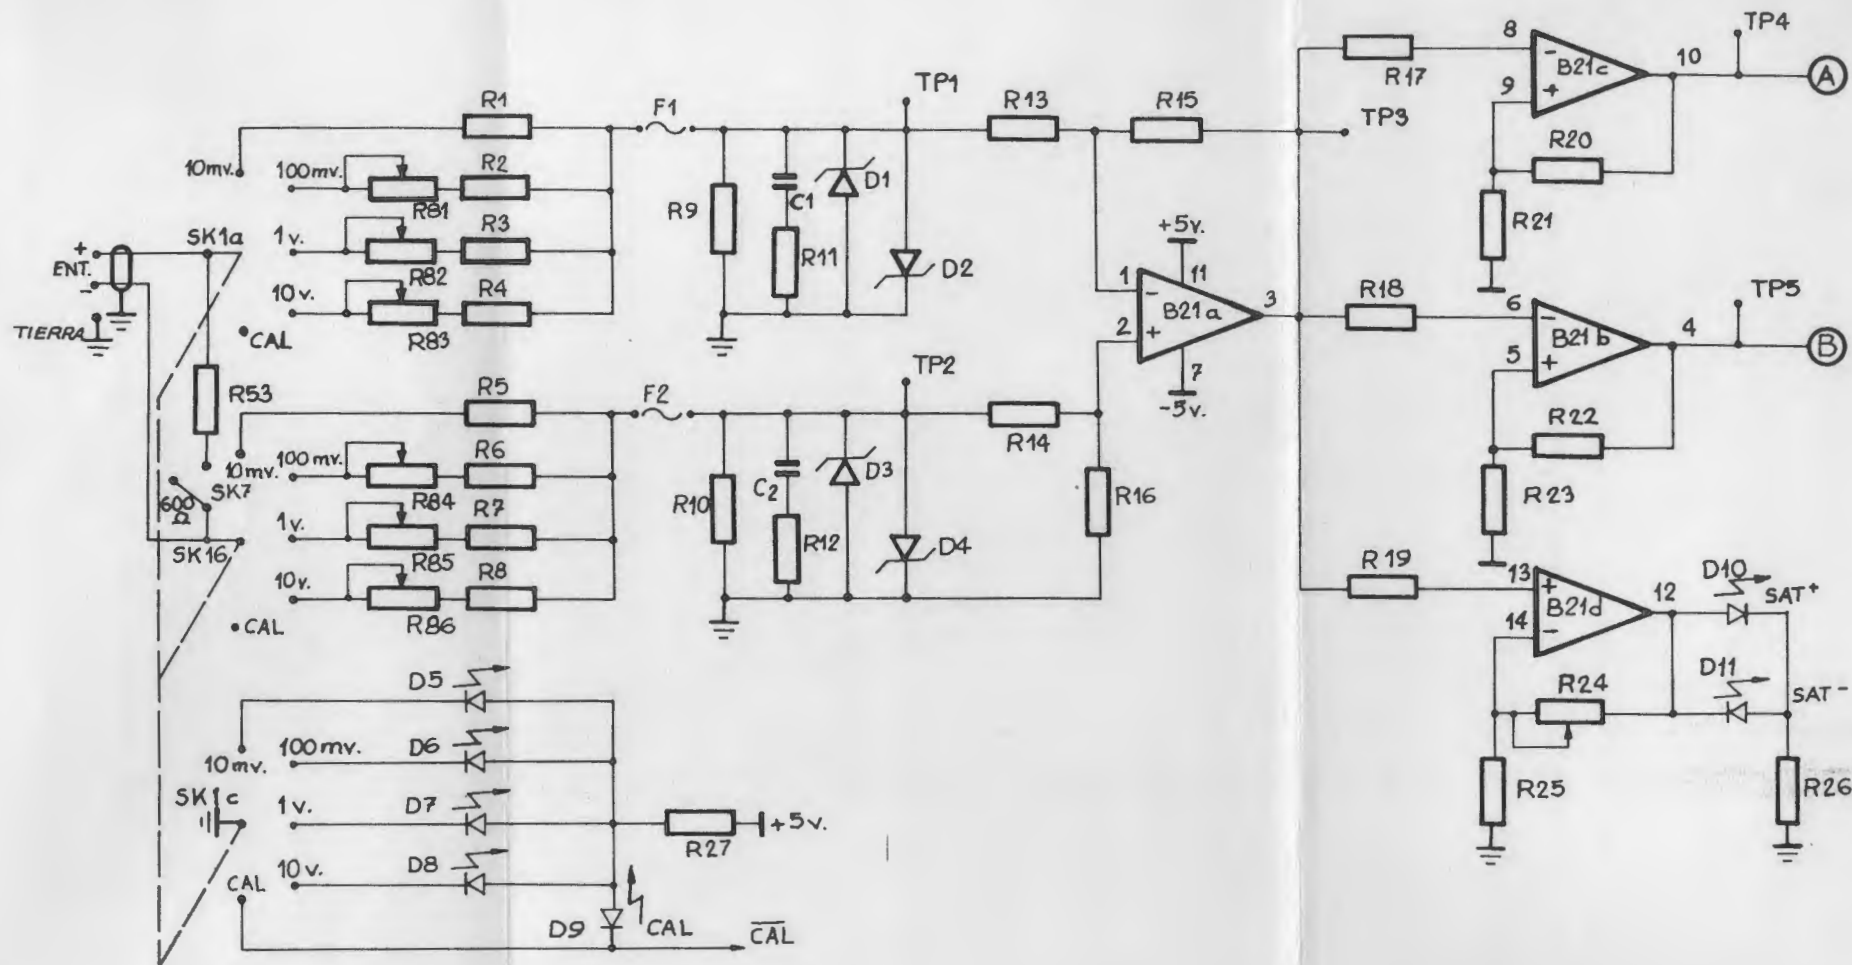 TP4
8
B21c
10
A
R17
9
TP1
F1
R1
R13
R15
TP3
R20
10mv.
100mv.
R2
R81
R9
C1
D1
R21
+5v.
SK1a
1v.
R3
R82
R11
D2
1
11
+
ENT.
-
10v.
R4
R83
TIERRA
CAL
2
B21a
3
7
-5v.
R18
6
B21b
4
TP5
B
5
R53
R5
F2
TP2
R14
R22
10mv.
100mv.
R6
R84
SK7
600
Ω
R10
C2
D3
R16
R23
1v.
R7
R85
SK16
R12
D4
10v.
R8
R86
CAL
R19
13
B21d
12
D10
SAT+
14
D5
D11
SAT-
R24
10mv.
100mv.
D6
SK1c
1v.
D7
R27
+5v.
R25
R26
CAL
10v.
D8
D9
CAL
CAL